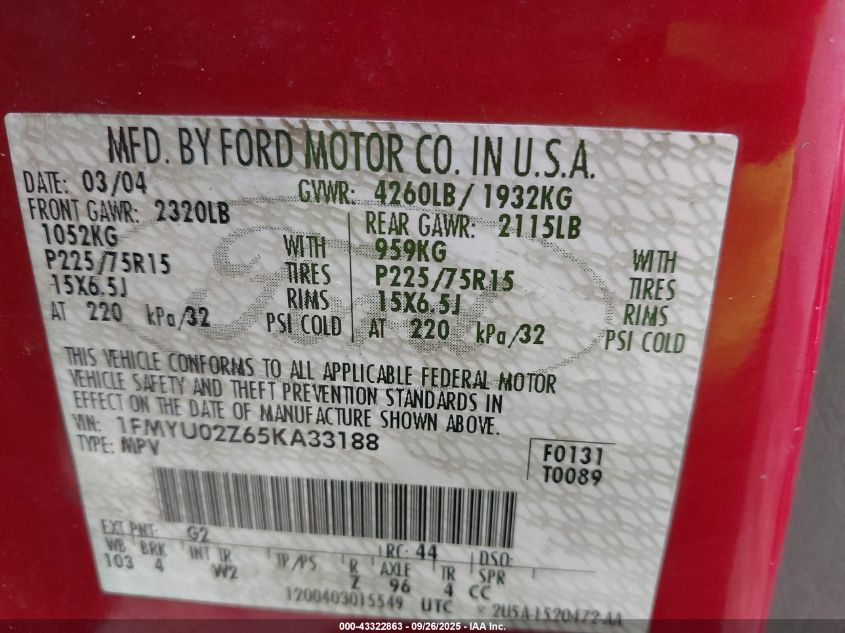 MFD. BY FORD MOTOR CO. IN U.S.A.
DATE: 03/04 GVWR: 4260LB/ 1932KG
FRONT GAWR: 2320LB REAR GAWR: 2115LB
1052KG WITH 959KG WITH
P225/75R15 TIRES P225/75R15 TIRES
15X6.5J RIMS 15X6.5J RIMS
AT 220 kPa/32 PSI COLD AT 220 kPa/32 PSI COLD
THIS VEHICLE CONFORMS TO ALL APPLICABLE FEDERAL MOTOR
VEHICLE SAFETY AND THEFT PREVENTION STANDARDS IN
EFFECT ON THE DATE OF MANUFACTURE SHOWN ABOVE.
VIN: 1FMYU02Z65KA33188
TYPE: MPV
F0131
T0089
EXT PNT: G2 RC: 44 DSO:
WB BRK INT TR TP/PS R AXLE TR SPR
103 4 W2 Z 96 4 CC
1200403015549 UTC 2U5A-1520472-AA
000-43322863 - 09/26/2025 - IAA Inc.